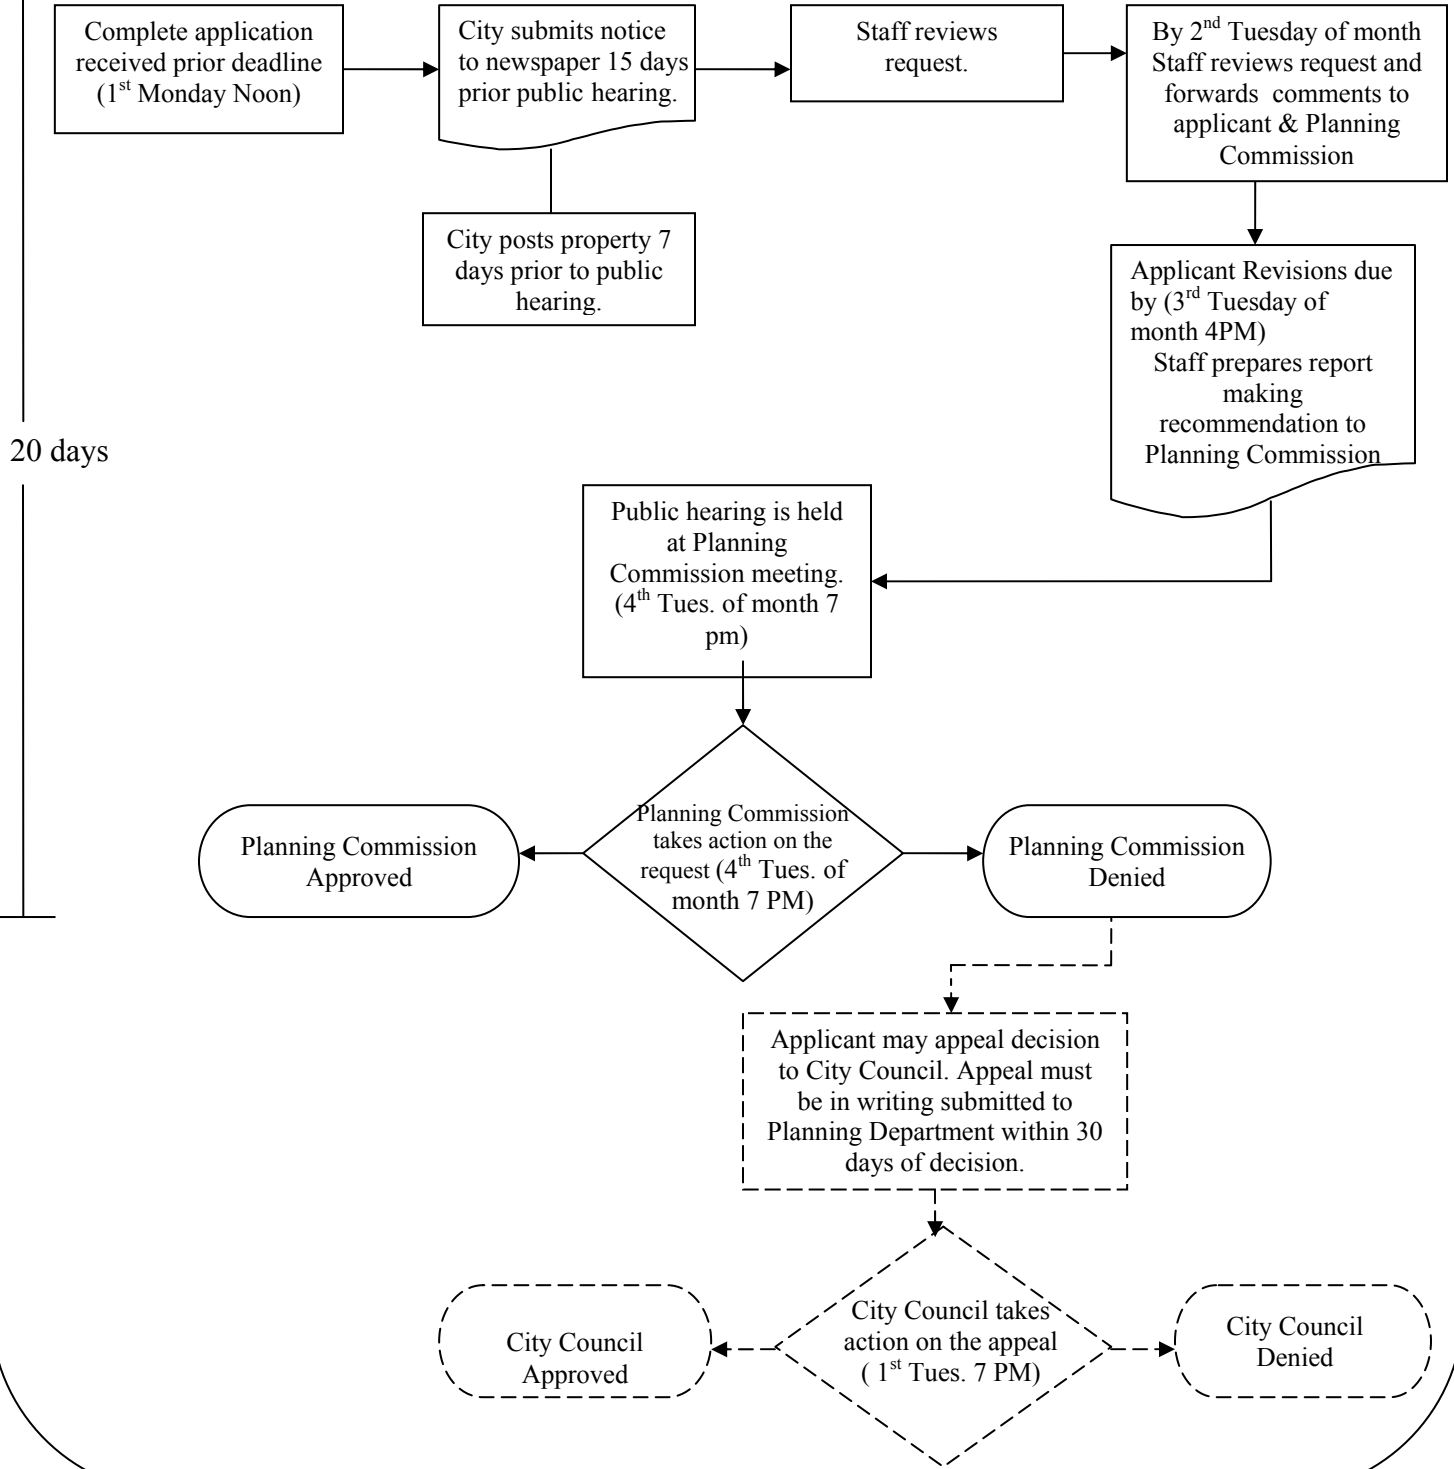 Complete application
received prior deadline
(1st Monday Noon)
City submits notice
to newspaper 15 days
prior public hearing.
Staff reviews
request.
By 2nd Tuesday of month
Staff reviews request and
forwards comments to
applicant & Planning
Commission
City posts property 7
days prior to public
hearing.
Applicant Revisions due
by (3rd Tuesday of
month 4PM)
Staff prepares report
making
recommendation to
Planning Commission
20 days
Public hearing is held
at Planning
Commission meeting.
(4th Tues. of month 7
pm)
Planning Commission
Approved
Planning Commission
takes action on the
request (4th Tues. of
month 7 PM)
Planning Commission
Denied
Applicant may appeal decision
to City Council. Appeal must
be in writing submitted to
Planning Department within 30
days of decision.
City Council
Approved
City Council takes
action on the appeal
( 1st Tues. 7 PM)
City Council
Denied